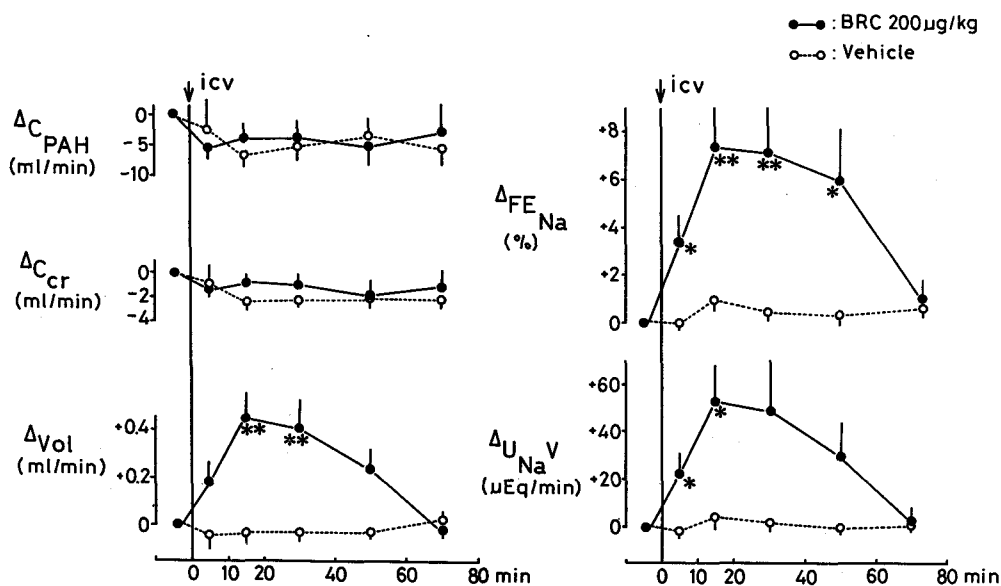 ●—● : BRC 200µg/kg
○---○ : Vehicle
icv
ΔC_PAH
(ml/min)
0
-5
-10
ΔC_cr
(ml/min)
0
-2
-4
ΔVol
(ml/min)
+0.4
+0.2
0
**
**
0 10 20 40 60 80 min
icv
ΔFE_Na
(%)
+8
+6
+4
+2
0
*
**
**
*
ΔU_NaV
(µEq/min)
+60
+40
+20
0
*
*
0 10 20 40 60 80 min